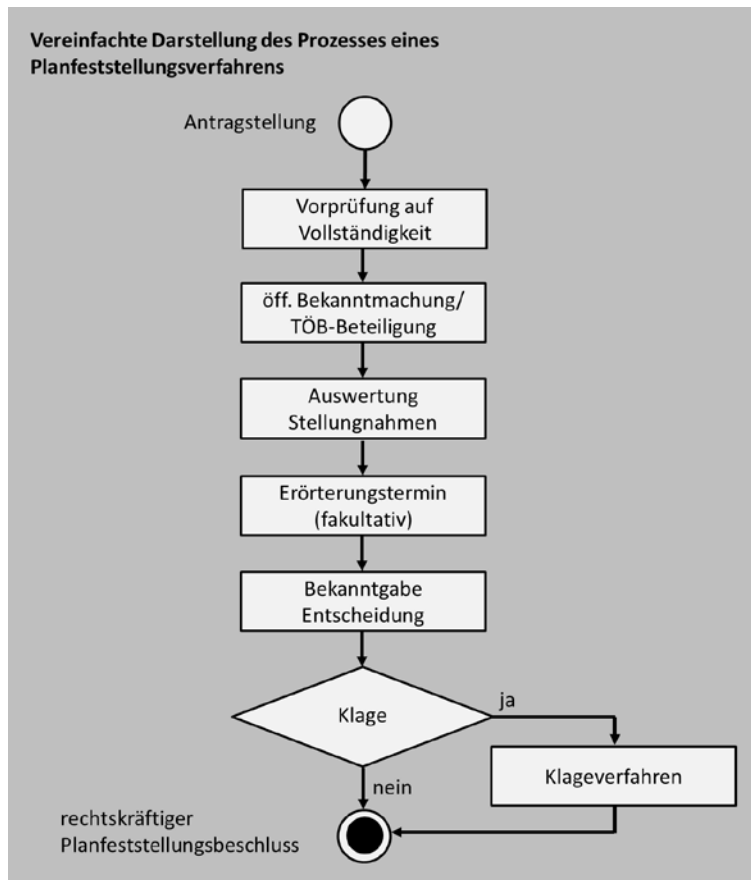 Vereinfachte Darstellung des Prozesses eines
Planfeststellungsverfahrens
Antragstellung
Vorprüfung auf
Vollständigkeit
öff. Bekanntmachung/
TÖB-Beteiligung
Auswertung
Stellungnahmen
Erörterungstermin
(fakultativ)
Bekanntgabe
Entscheidung
Klage
ja
Klageverfahren
nein
rechtskräftiger
Planfeststellungsbeschluss